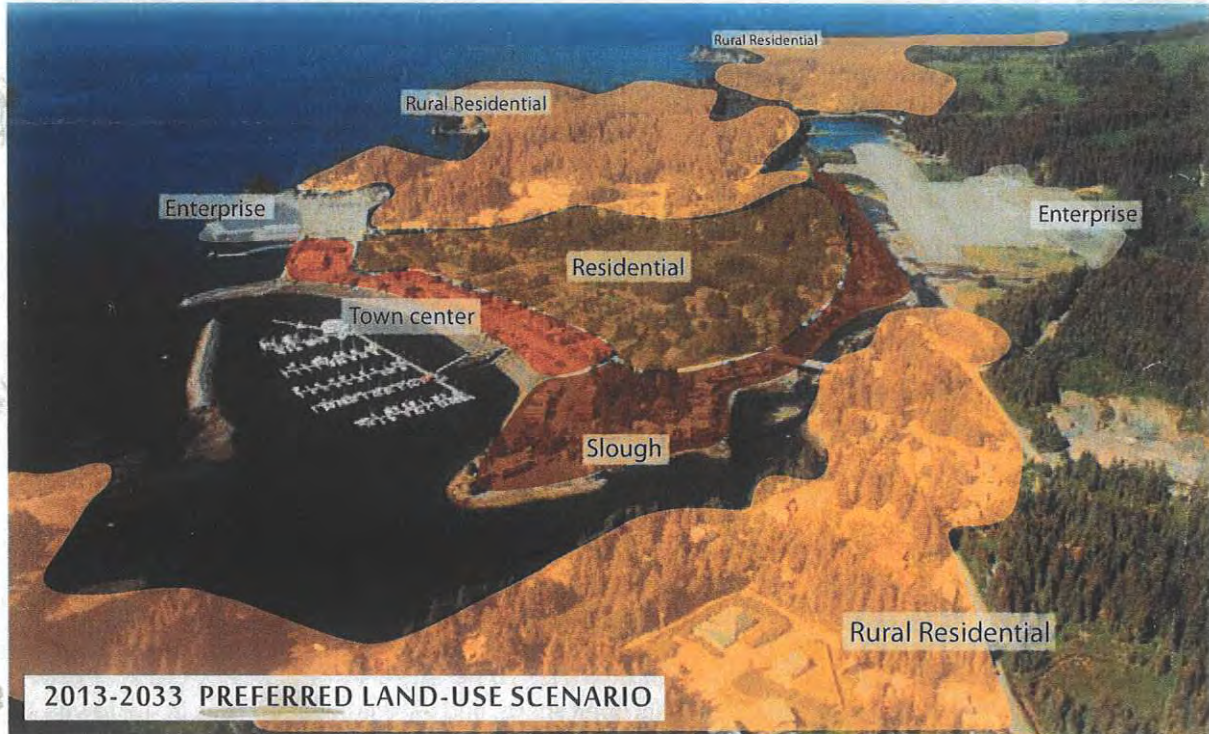 Rural Residential
Rural Residential
Enterprise
Enterprise
Residential
Town center
Slough
Rural Residential
2013-2033 PREFERRED LAND-USE SCENARIO